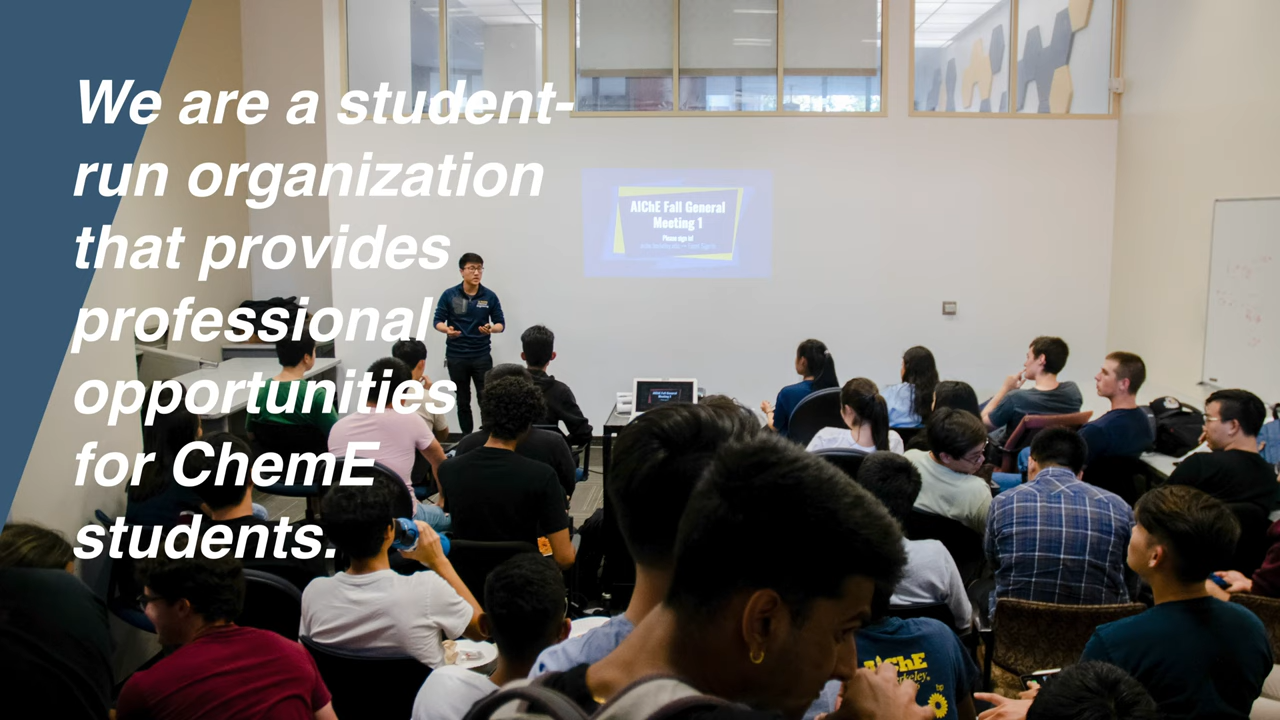 We are a student-
run organization
that provides
professional
opportunities
for ChemE
students.
AIChE Fall General
Meeting 1
Please sign in!
AIChE
Berkeley